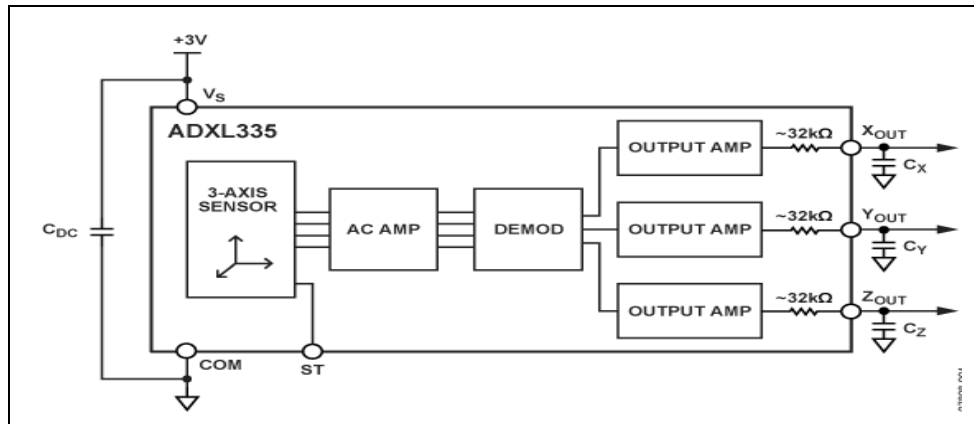 +3V
VS
ADXL335
3-AXIS
SENSOR
AC AMP
DEMOD
OUTPUT AMP
~32kΩ
XOUT
CX
OUTPUT AMP
~32kΩ
YOUT
CY
OUTPUT AMP
~32kΩ
ZOUT
CZ
CDC
COM
ST